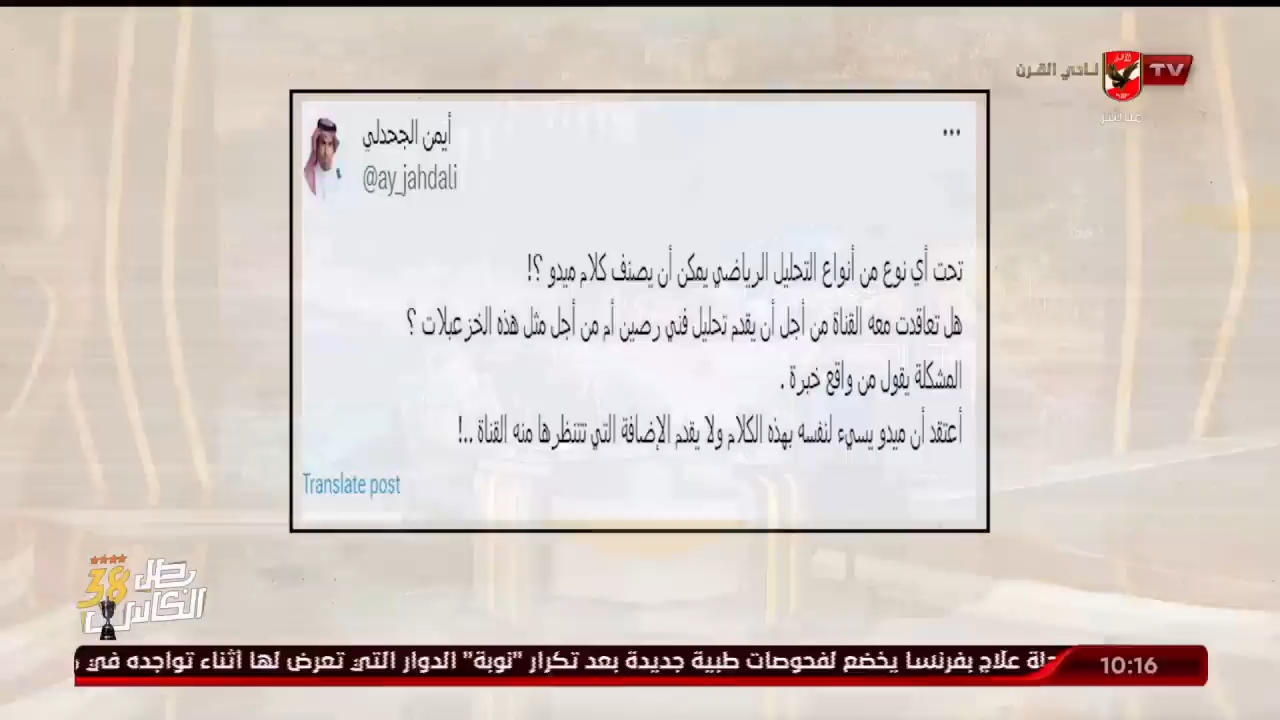 نادي القرن
TV
مباشر
أيمن الجحدلي
@ay_jahdali
تحت أي نوع من أنواع التحليل الرياضي يمكن أن يصنف كلام ميدو ؟!
هل تعاقدت معه القناة من أجل أن يقدم تحليل فني رصين أم من أجل مثل هذه الخزعبلات ؟
المشكلة يقول من واقع خبرة .
أعتقد أن ميدو يسيء لنفسه بهذه الكلام ولا يقدم الإضافة التي تنتظرها منه القناة ..!
Translate post
بطل الكاس
38
10:16
علاج بفرنسا يخضع لفحوصات طبية جديدة بعد تكرار "نوبة" الدوار التي تعرض لها أثناء تواجده في